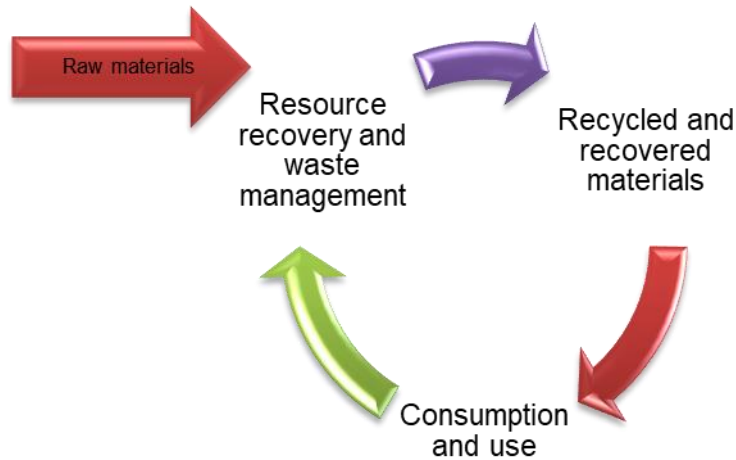 Raw materials
Resource
recovery and
waste
management
Recycled and
recovered
materials
Consumption
and use